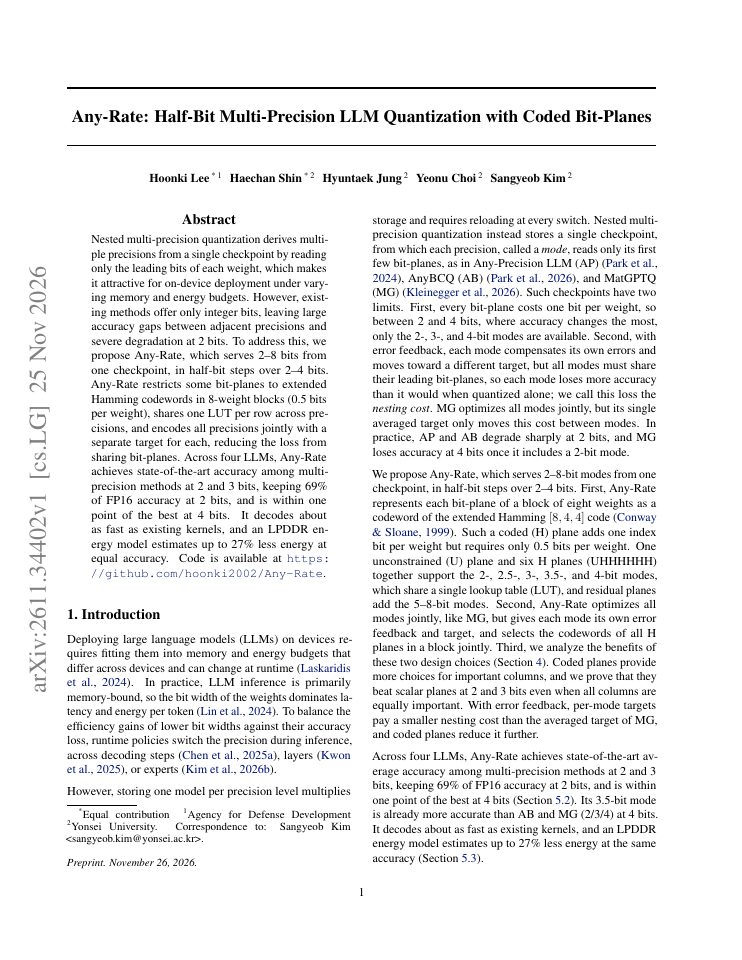 arXiv:2611.34402v1 [cs.LG] 25 Nov 2026
Any-Rate: Half-Bit Multi-Precision LLM Quantization with Coded Bit-Planes
Hoonki Lee * 1 Haechan Shin * 2 Hyuntaek Jung 2 Yeonu Choi 2 Sangyeob Kim 2
Abstract
Nested multi-precision quantization derives multi-
ple precisions from a single checkpoint by reading
only the leading bits of each weight, which makes
it attractive for on-device deployment under vary-
ing memory and energy budgets. However, exist-
ing methods offer only integer bits, leaving large
accuracy gaps between adjacent precisions and
severe degradation at 2 bits. To address this, we
propose Any-Rate, which serves 2–8 bits from
one checkpoint, in half-bit steps over 2–4 bits.
Any-Rate restricts some bit-planes to extended
Hamming codewords in 8-weight blocks (0.5 bits
per weight), shares one LUT per row across pre-
cisions, and encodes all precisions jointly with a
separate target for each, reducing the loss from
sharing bit-planes. Across four LLMs, Any-Rate
achieves state-of-the-art accuracy among multi-
precision methods at 2 and 3 bits, keeping 69%
of FP16 accuracy at 2 bits, and is within one
point of the best at 4 bits. It decodes about
as fast as existing kernels, and an LPDDR en-
ergy model estimates up to 27% less energy at
equal accuracy. Code is available at https:
//github.com/hoonki2002/Any-Rate.
1. Introduction
Deploying large language models (LLMs) on devices re-
quires fitting them into memory and energy budgets that
differ across devices and can change at runtime (Laskaridis
et al., 2024). In practice, LLM inference is primarily
memory-bound, so the bit width of the weights dominates la-
tency and energy per token (Lin et al., 2024). To balance the
efficiency gains of lower bit widths against their accuracy
loss, runtime policies switch the precision during inference,
across decoding steps (Chen et al., 2025a), layers (Kwon
et al., 2025), or experts (Kim et al., 2026b).
However, storing one model per precision level multiplies
*Equal contribution 1Agency for Defense Development
2Yonsei University. Correspondence to: Sangyeob Kim
<sangyeob.kim@yonsei.ac.kr>.
Preprint. November 26, 2026.
storage and requires reloading at every switch. Nested multi-
precision quantization instead stores a single checkpoint,
from which each precision, called a mode, reads only its first
few bit-planes, as in Any-Precision LLM (AP) (Park et al.,
2024), AnyBCQ (AB) (Park et al., 2026), and MatGPTQ
(MG) (Kleinegger et al., 2026). Such checkpoints have two
limits. First, every bit-plane costs one bit per weight, so
between 2 and 4 bits, where accuracy changes the most,
only the 2-, 3-, and 4-bit modes are available. Second, with
error feedback, each mode compensates its own errors and
moves toward a different target, but all modes must share
their leading bit-planes, so each mode loses more accuracy
than it would when quantized alone; we call this loss the
nesting cost. MG optimizes all modes jointly, but its single
averaged target only moves this cost between modes. In
practice, AP and AB degrade sharply at 2 bits, and MG
loses accuracy at 4 bits once it includes a 2-bit mode.
We propose Any-Rate, which serves 2–8-bit modes from one
checkpoint, in half-bit steps over 2–4 bits. First, Any-Rate
represents each bit-plane of a block of eight weights as a
codeword of the extended Hamming [8, 4, 4] code (Conway
& Sloane, 1999). Such a coded (H) plane adds one index
bit per weight but requires only 0.5 bits per weight. One
unconstrained (U) plane and six H planes (UHHHHHH)
together support the 2-, 2.5-, 3-, 3.5-, and 4-bit modes,
which share a single lookup table (LUT), and residual planes
add the 5–8-bit modes. Second, Any-Rate optimizes all
modes jointly, like MG, but gives each mode its own error
feedback and target, and selects the codewords of all H
planes in a block jointly. Third, we analyze the benefits of
these two design choices (Section 4). Coded planes provide
more choices for important columns, and we prove that they
beat scalar planes at 2 and 3 bits even when all columns are
equally important. With error feedback, per-mode targets
pay a smaller nesting cost than the averaged target of MG,
and coded planes reduce it further.
Across four LLMs, Any-Rate achieves state-of-the-art av-
erage accuracy among multi-precision methods at 2 and 3
bits, keeping 69% of FP16 accuracy at 2 bits, and is within
one point of the best at 4 bits (Section 5.2). Its 3.5-bit mode
is already more accurate than AB and MG (2/3/4) at 4 bits.
It decodes about as fast as existing kernels, and an LPDDR
energy model estimates up to 27% less energy at the same
accuracy (Section 5.3).
1